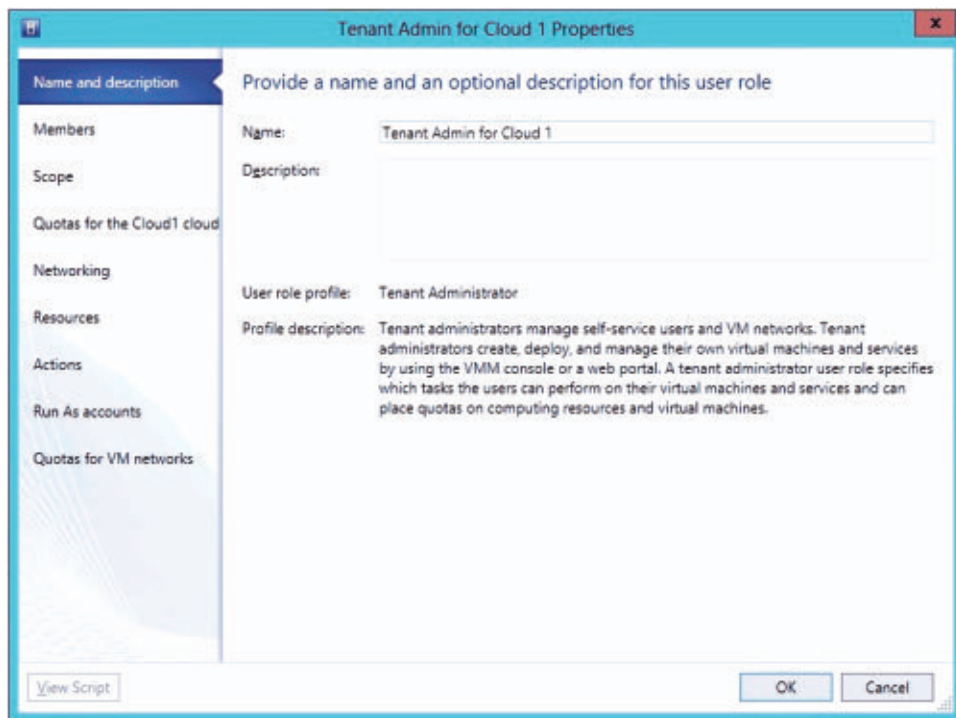 Tenant Admin for Cloud 1 Properties
x
Name and description
Members
Scope
Quotas for the Cloud1 cloud
Networking
Resources
Actions
Run As accounts
Quotas for VM networks
Provide a name and an optional description for this user role
Name: Tenant Admin for Cloud 1
Description:
User role profile: Tenant Administrator
Profile description: Tenant administrators manage self-service users and VM networks. Tenant
administrators create, deploy, and manage their own virtual machines and services
by using the VMM console or a web portal. A tenant administrator user role specifies
which tasks the users can perform on their virtual machines and services and can
place quotas on computing resources and virtual machines.
View Script
OK
Cancel